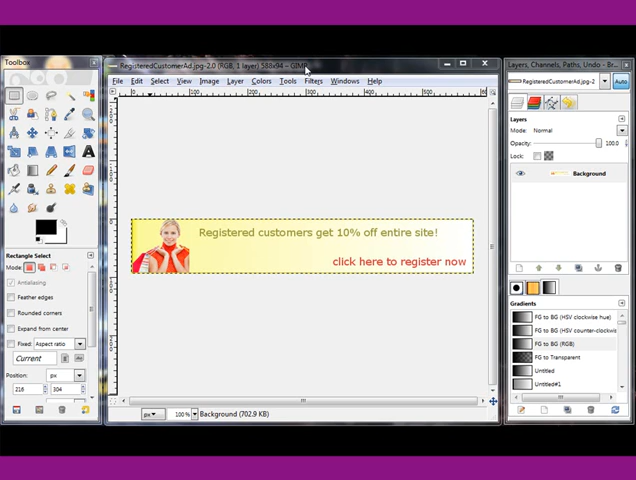 Toolbox
RegisteredCustomerAd.jpg-2.0 (RGB, 1 layer) 588x94 – GIMP
Layers, Channels, Paths, Undo - Br...
File Edit Select View Image Layer Colors Tools Filters Windows Help
RegisteredCustomerAd.jpg-2
Auto
Layers
Mode: Normal
Opacity: 100.0
Lock:
Background
Registered customers get 10% off entire site!
click here to register now
Rectangle Select
Mode:
Antialiasing
Feather edges
Rounded corners
Expand from center
Fixed: Aspect ratio
Current
Position: px
216 304
px 100% Background (702.9 KB)
Gradients
FG to BG (HSV clockwise hue)
FG to BG (HSV counter-clockwis
FG to BG (RGB)
FG to Transparent
Untitled
Untitled#1